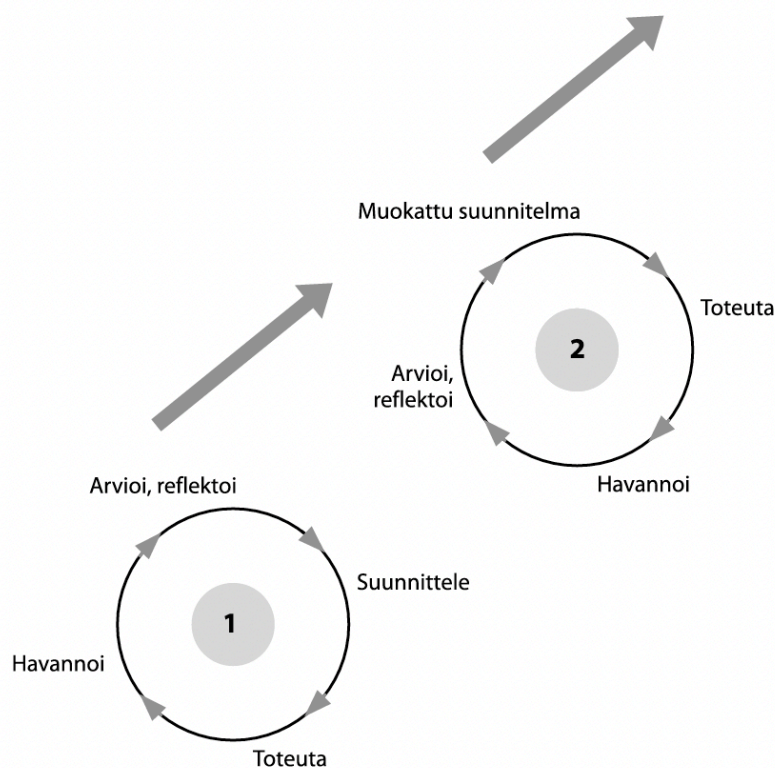 Muokattu suunnitelma
Toteuta
2
Arvioi,
reflektoi
Havannoi
Arvioi, reflektoi
Suunnittele
1
Havannoi
Toteuta